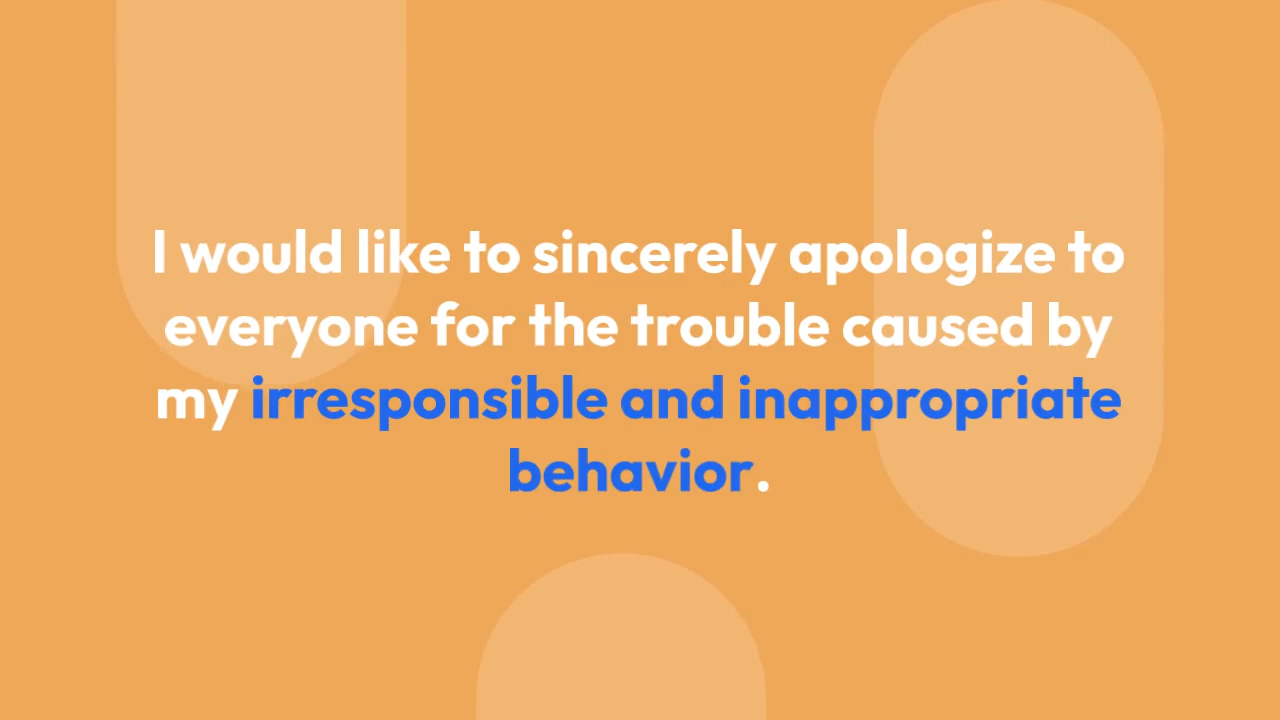 I would like to sincerely apologize to
everyone for the trouble caused by
my irresponsible and inappropriate
behavior.